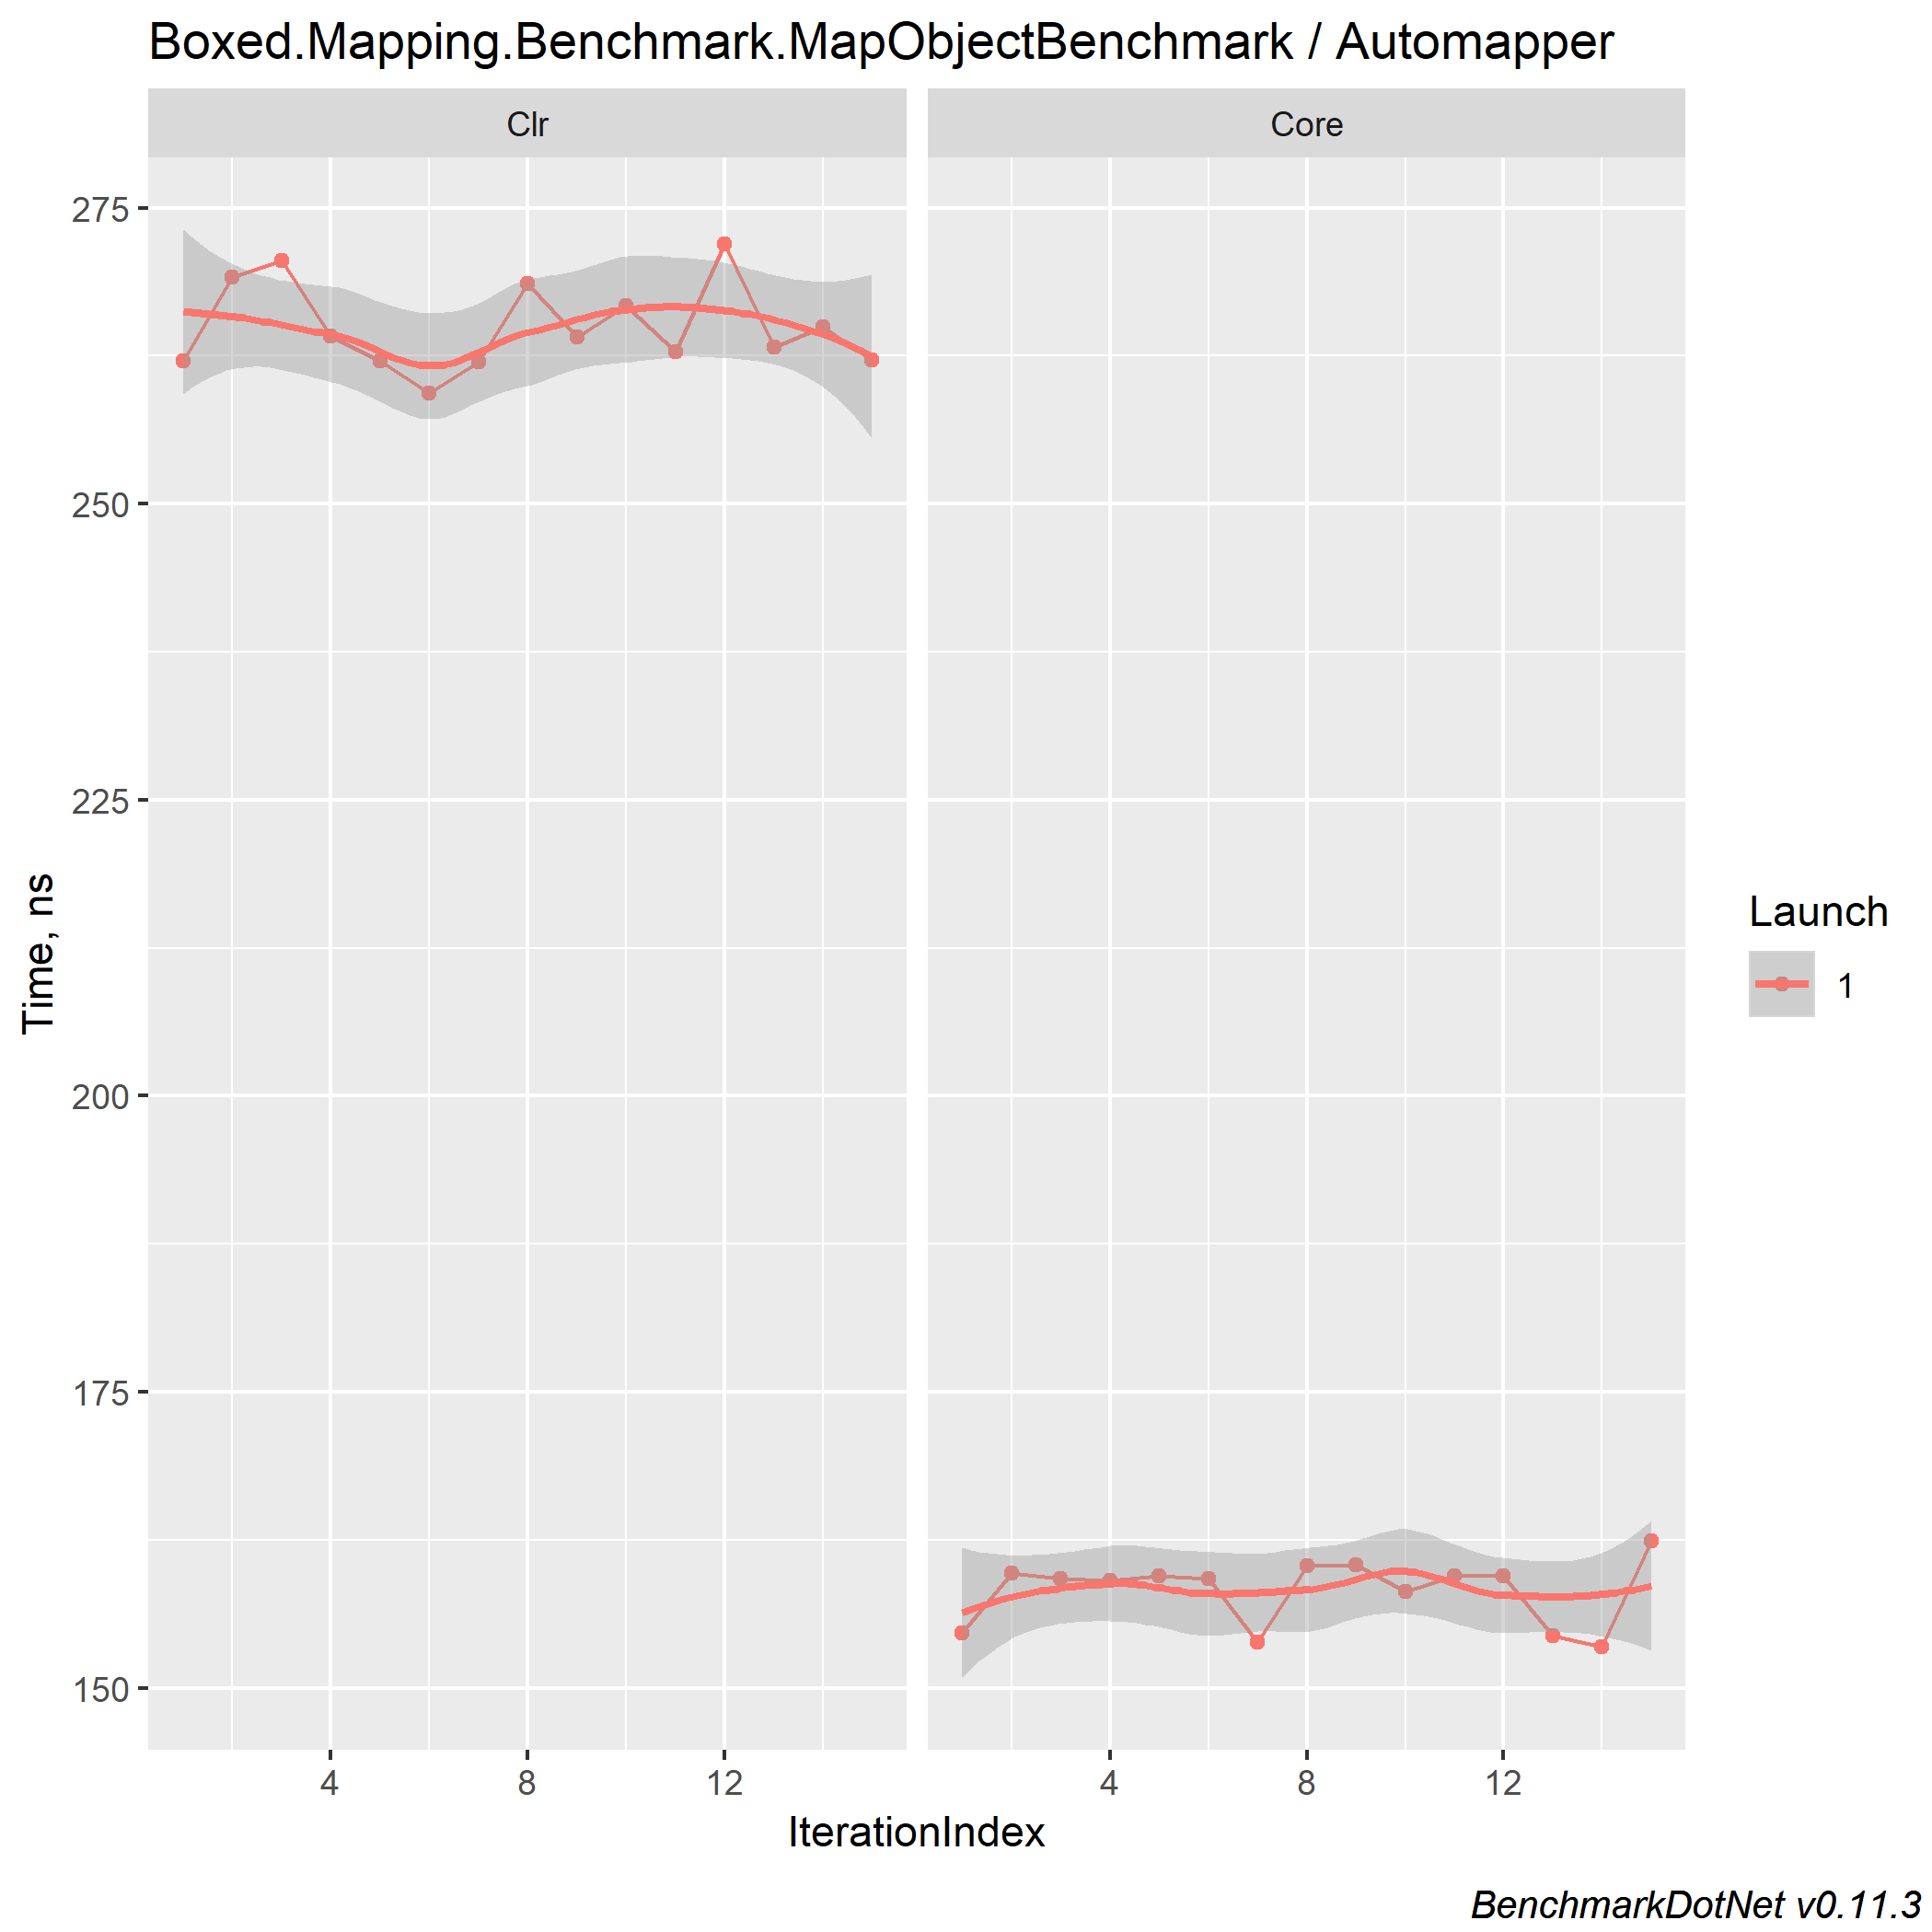 Boxed.Mapping.Benchmark.MapObjectBenchmark / Automapper
Clr
Core
275
250
225
200
175
150
Time, ns
4
8
12
4
8
12
IterationIndex
Launch
1
BenchmarkDotNet v0.11.3